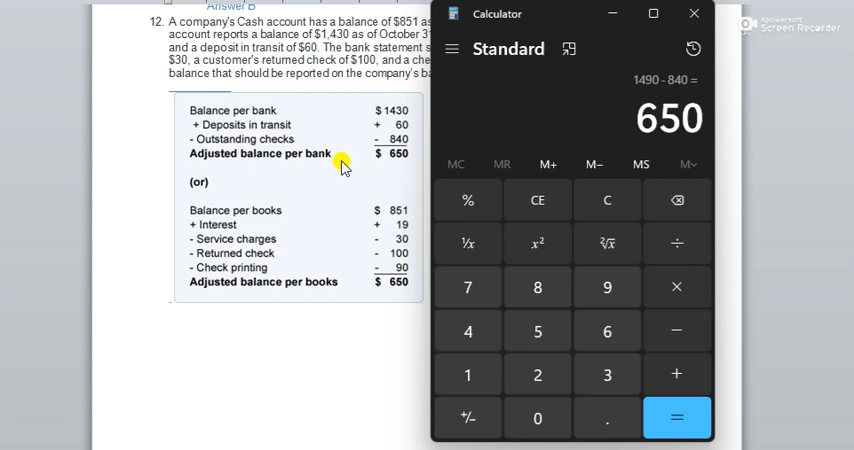 Answer B
12. A company's Cash account has a balance of $851 as
account reports a balance of $1,430 as of October 3
and a deposit in transit of $60. The bank statement s
$30, a customer's returned check of $100, and a che
balance that should be reported on the company's ba
Balance per bank $ 1430
+ Deposits in transit + 60
- Outstanding checks - 840
Adjusted balance per bank $ 650
(or)
Balance per books $ 851
+ Interest + 19
- Service charges - 30
- Returned check - 100
- Check printing - 90
Adjusted balance per books $ 650
Calculator
Standard
1490 - 840 =
650
MC MR M+ M− MS M˅
% CE C
⅟x x² ²√x ÷
7 8 9 ×
4 5 6 −
1 2 3 +
+/− 0 . =
Apowersoft
Screen Recorder